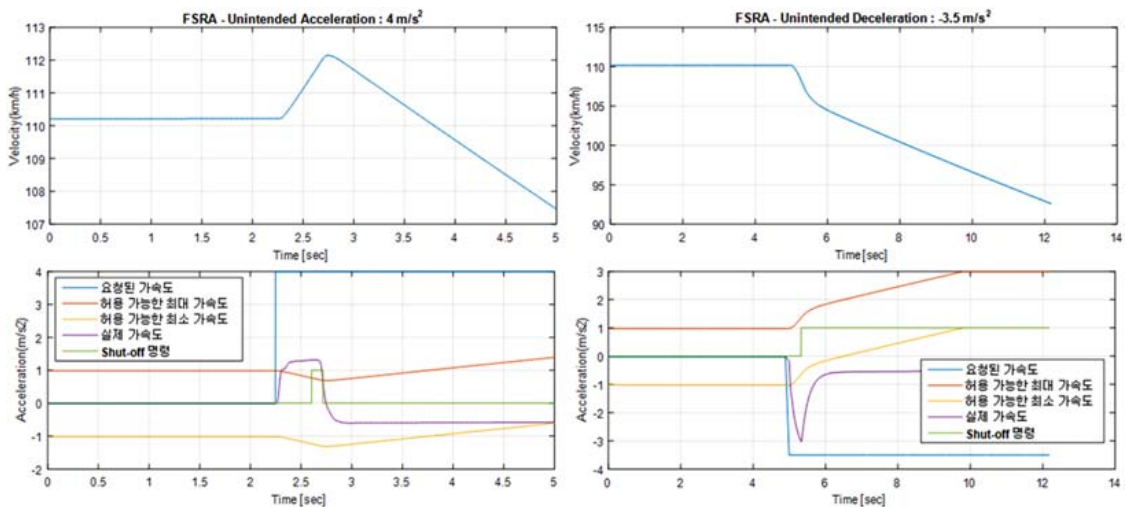 FSRA - Unintended Acceleration : 4 m/s²
Velocity(km/h)
113
112
111
110
109
108
107
0 0.5 1 1.5 2 2.5 3 3.5 4 4.5 5
Time [sec]
FSRA - Unintended Deceleration : -3.5 m/s²
Velocity(km/h)
115
110
105
100
95
90
0 2 4 6 8 10 12 14
Time [sec]
Acceleration(m/s2)
4
3
2
1
0
-1
-2
요청된 가속도
허용 가능한 최대 가속도
허용 가능한 최소 가속도
실제 가속도
Shut-off 명령
0 0.5 1 1.5 2 2.5 3 3.5 4 4.5 5
Time [sec]
Acceleration(m/s2)
3
2
1
0
-1
-2
-3
-4
요청된 가속도
허용 가능한 최대 가속도
허용 가능한 최소 가속도
실제 가속도
Shut-off 명령
0 2 4 6 8 10 12 14
Time [sec]